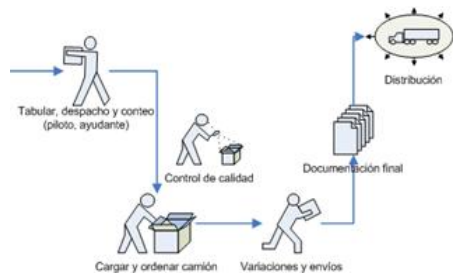 Tabular, despacho y conteo
(piloto, ayudante)
Control de calidad
Cargar y ordenar camión
Variaciones y envíos
Documentación final
Distribución